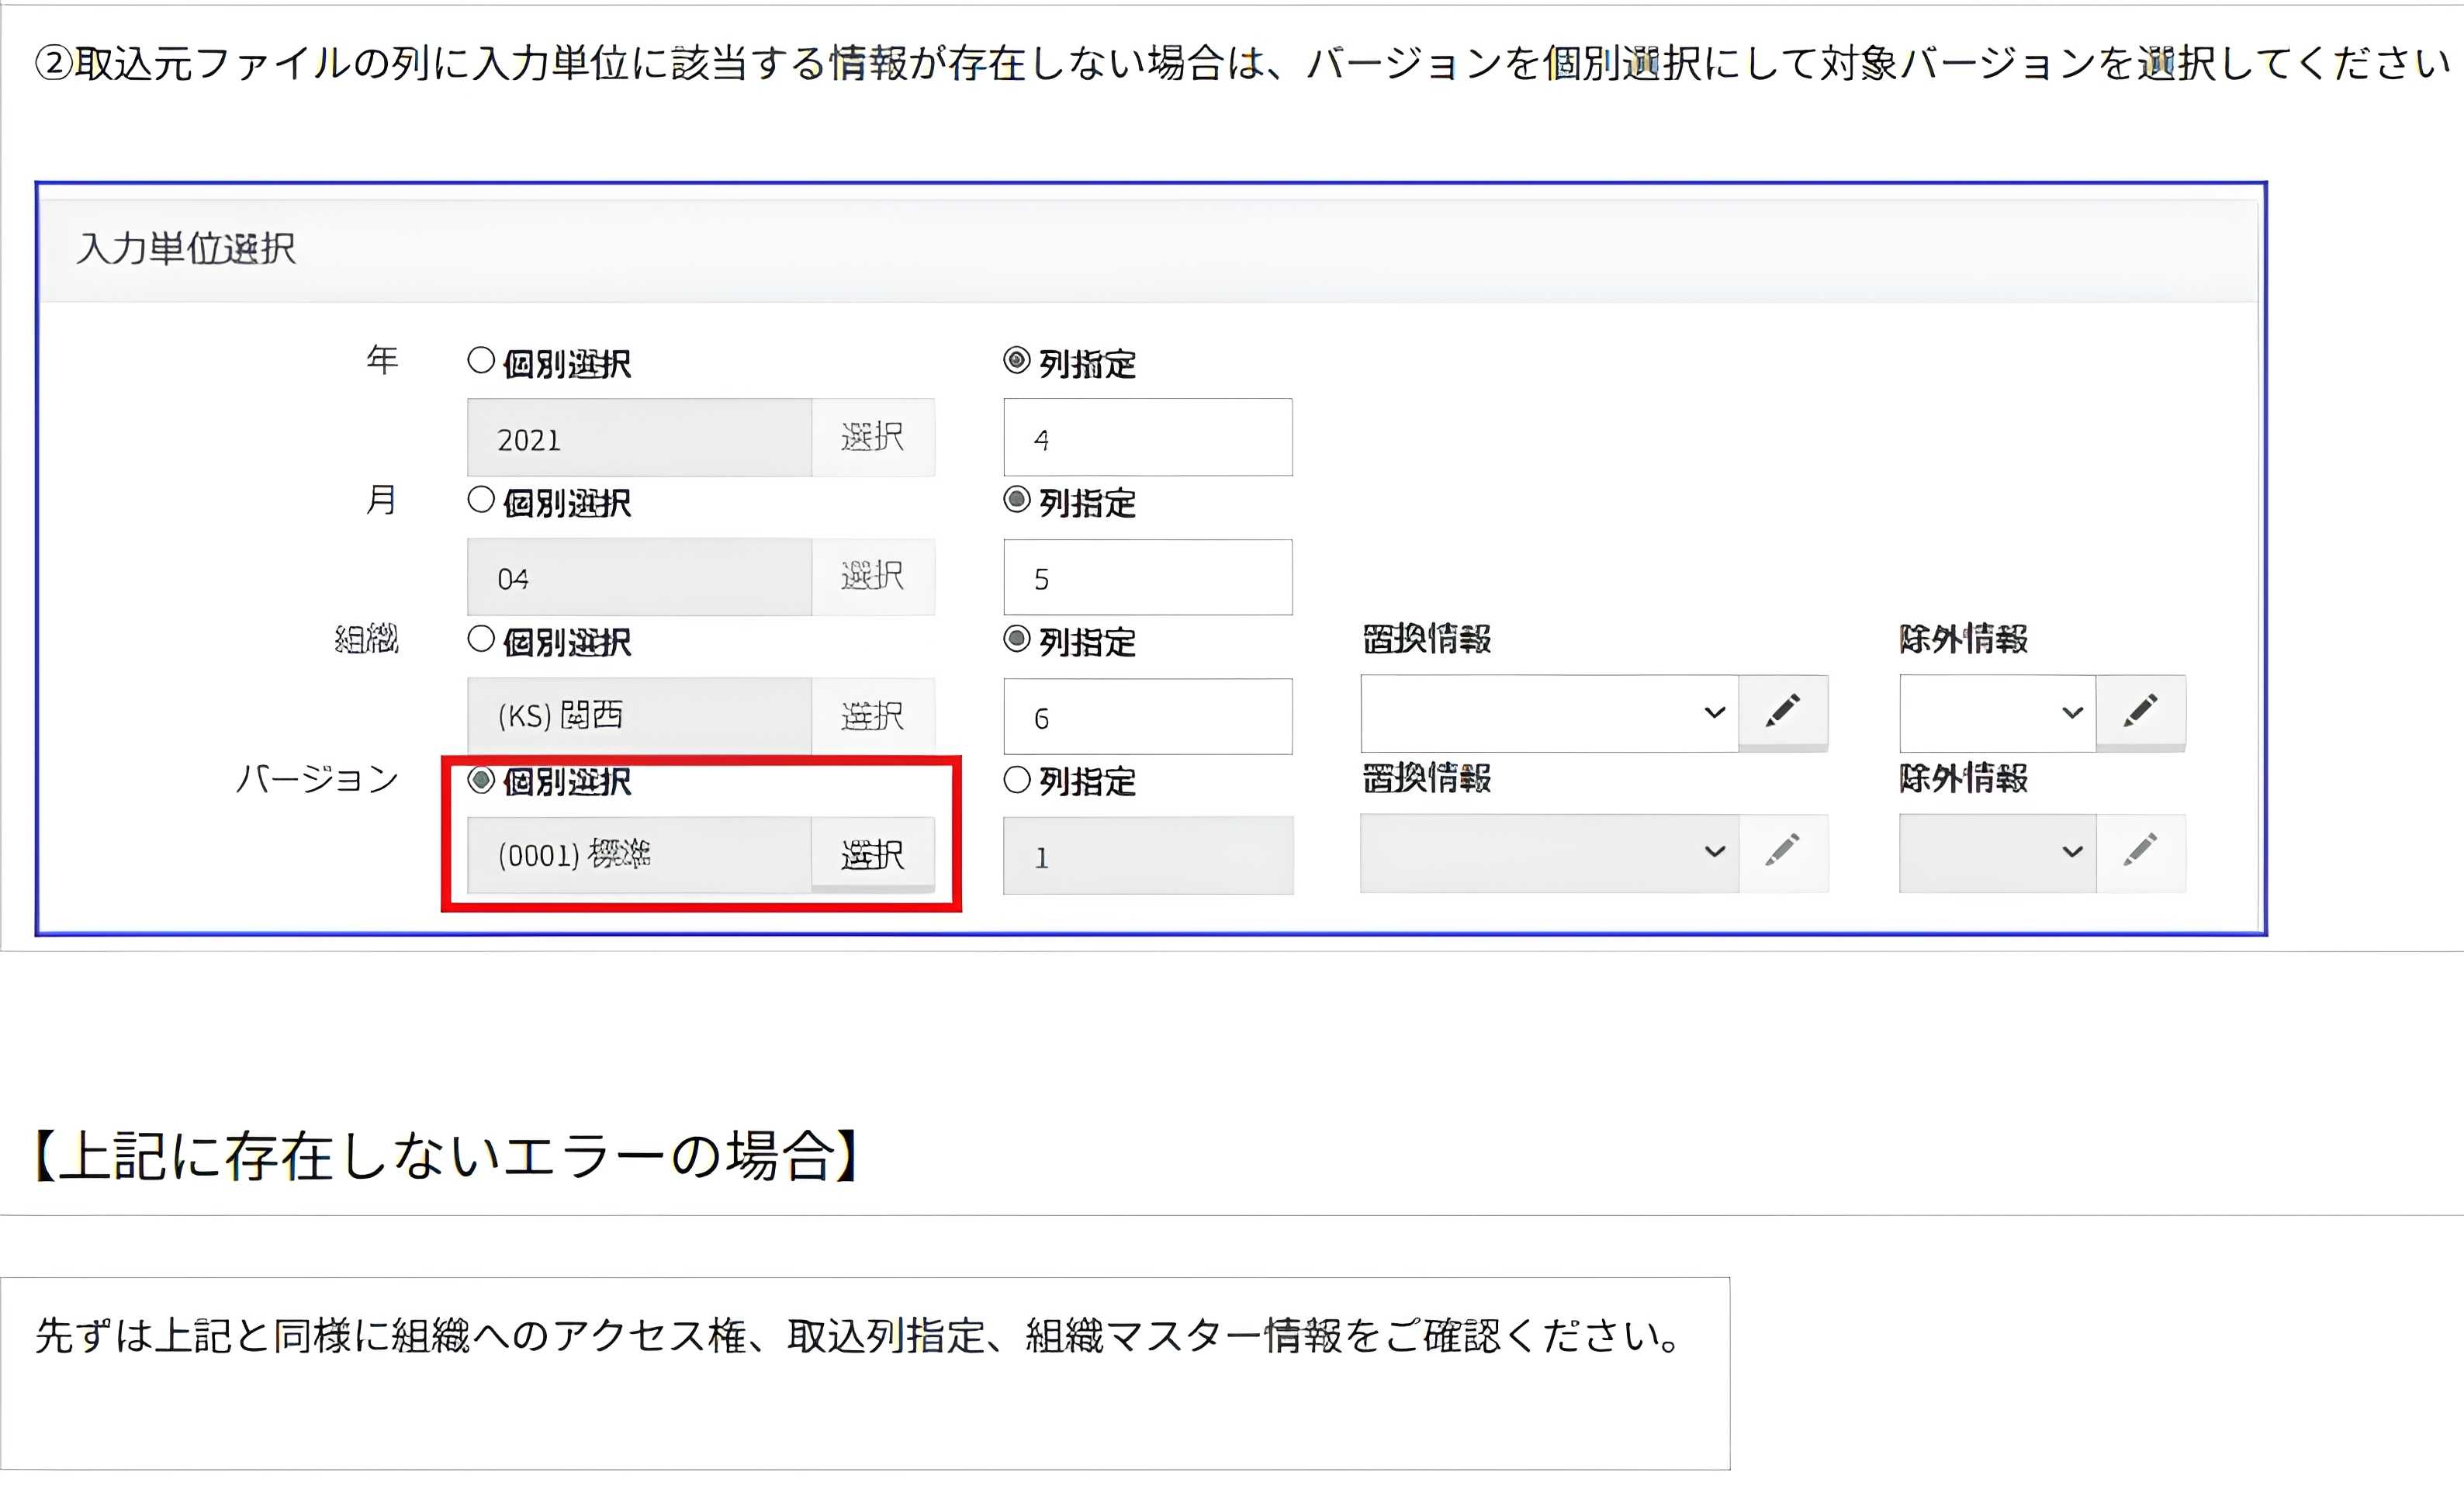 ②取込元ファイルの列に入力単位に該当する情報が存在しない場合は、バージョンを個別選択にして対象バージョンを選択してください
入力単位選択
年 個別選択 列指定
2021 選択 4
月 個別選択 列指定
04 選択 5
組織 個別選択 列指定 置換情報 除外情報
(KS) 関西 選択 6
バージョン 個別選択 列指定 置換情報 除外情報
(0001) 標準 選択 1
【上記に存在しないエラーの場合】
先ずは上記と同様に組織へのアクセス権、取込列指定、組織マスター情報をご確認ください。